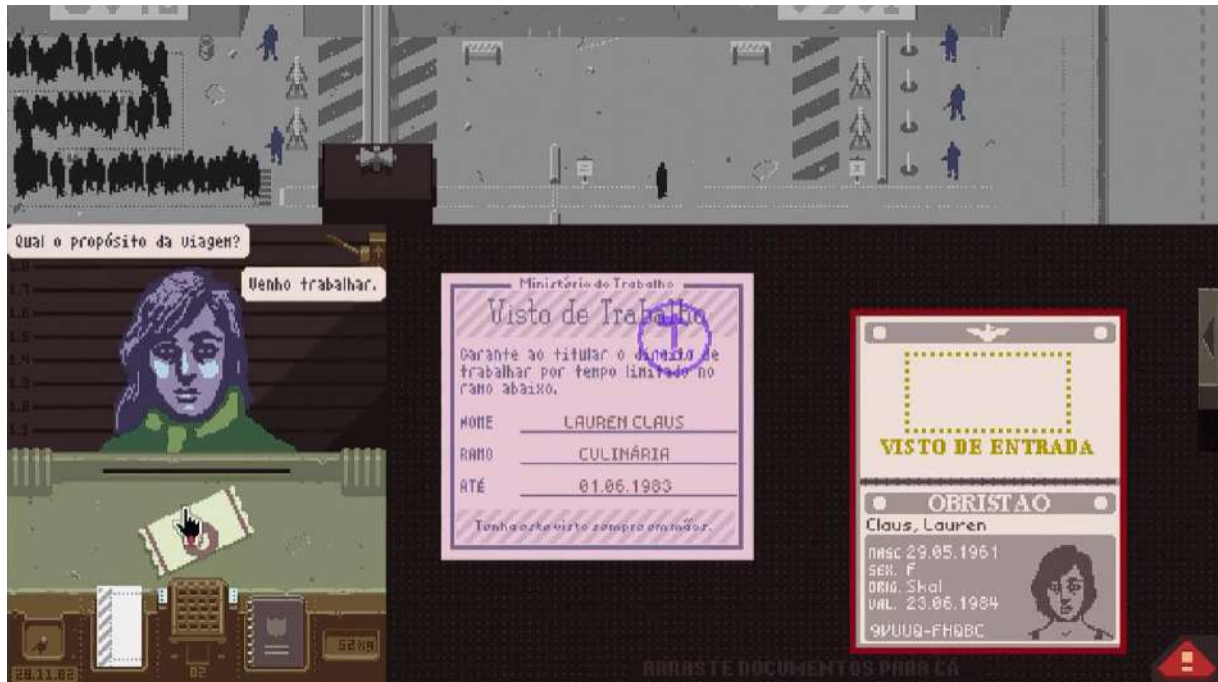 Qual o propósito da viagem?
Venho trabalhar.
Ministério do Trabalho
Visto de Trabalho
T
Garante ao titular o direito de
trabalhar por tempo limitado no
ramo abaixo.
NOME LAUREN CLAUS
RAMO CULINÁRIA
ATÉ 01.06.1983
Tenha este visto sempre em mãos.
VISTO DE ENTRADA
OBRISTAO
Claus, Lauren
NASC 29.05.1961
SEX. F
ORIG. Skal
VAL. 23.06.1984
9VUUQ-FHQBC
52 kg
28.11.82
02
ARRASTE DOCUMENTOS PARA CÁ